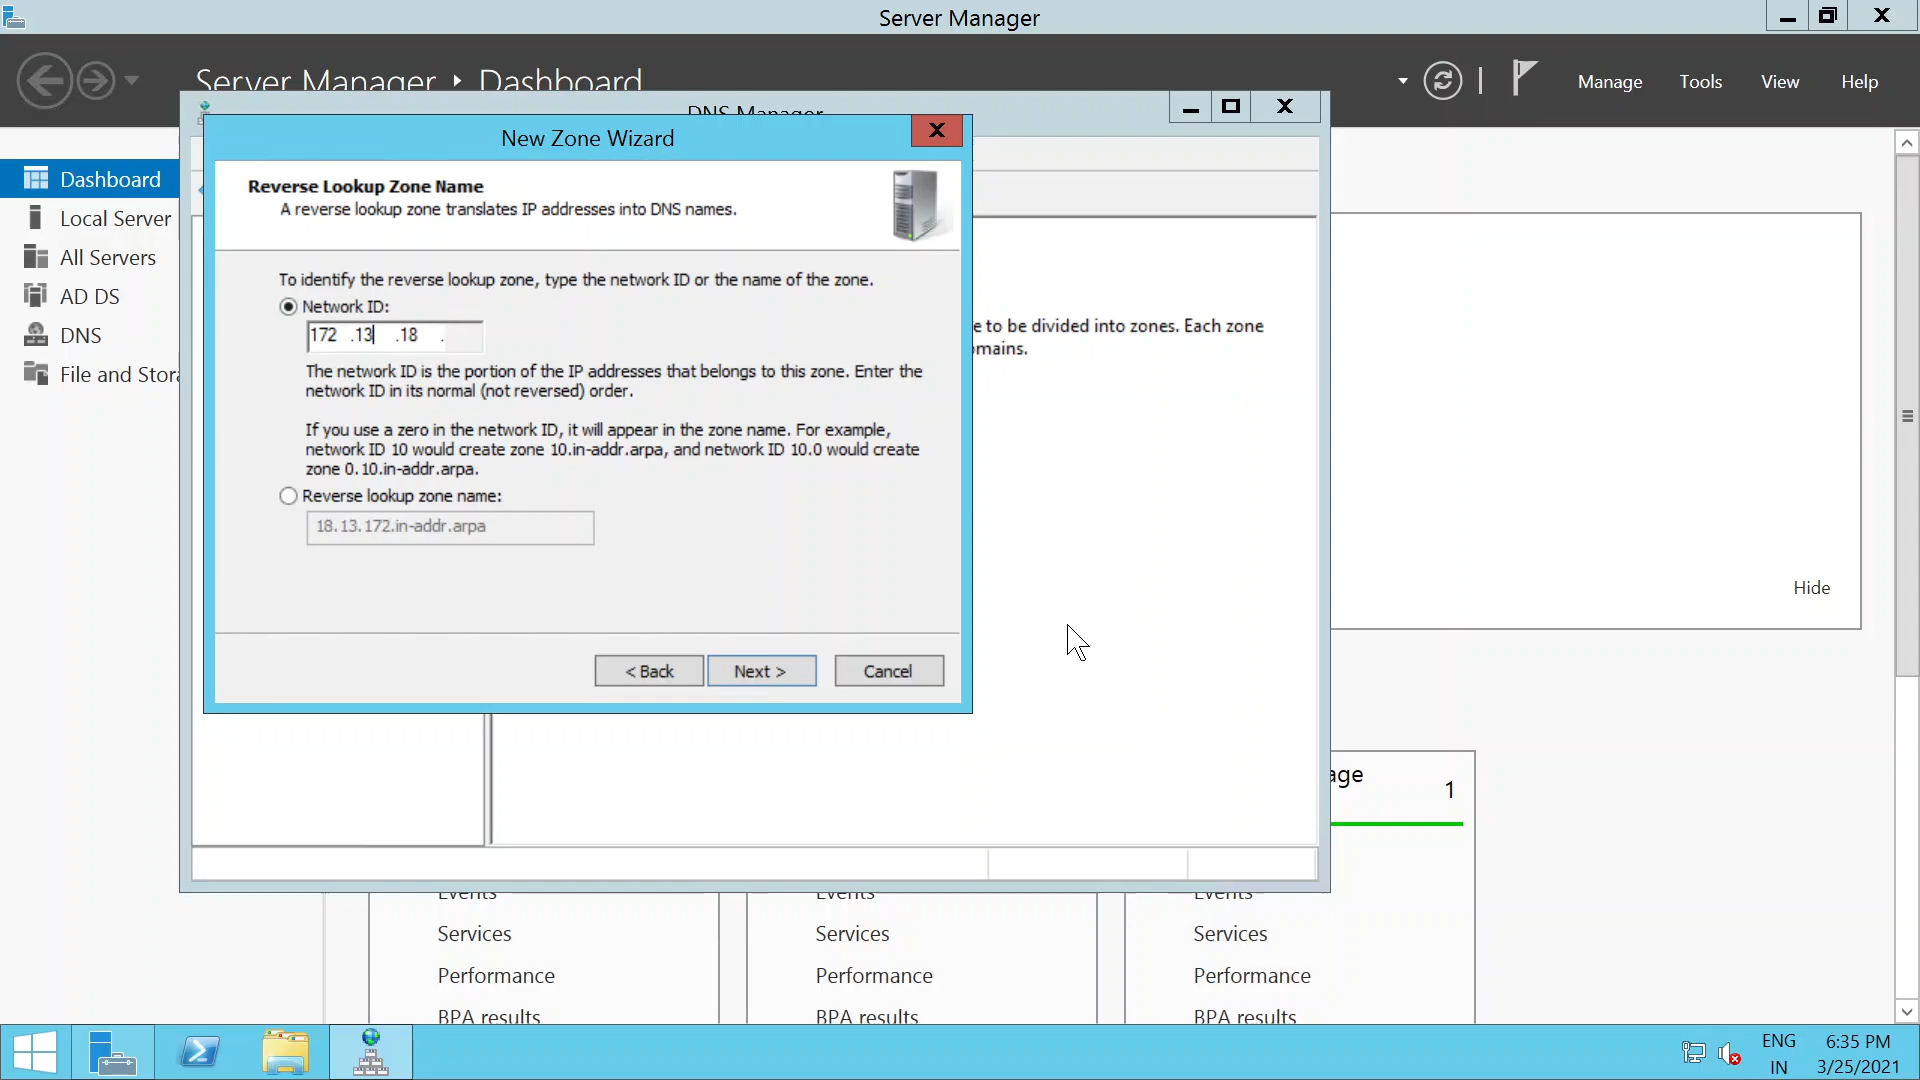 Server Manager
Server Manager ‣ Dashboard
Manage
Tools
View
Help
DNS Manager
New Zone Wizard
Dashboard
Local Server
All Servers
AD DS
DNS
File and Stora
Reverse Lookup Zone Name
A reverse lookup zone translates IP addresses into DNS names.
To identify the reverse lookup zone, type the network ID or the name of the zone.
Network ID:
172 .13 .18 .
The network ID is the portion of the IP addresses that belongs to this zone. Enter the
network ID in its normal (not reversed) order.
If you use a zero in the network ID, it will appear in the zone name. For example,
network ID 10 would create zone 10.in-addr.arpa, and network ID 10.0 would create
zone 0.10.in-addr.arpa.
Reverse lookup zone name:
18.13.172.in-addr.arpa
< Back
Next >
Cancel
e to be divided into zones. Each zone
omains.
Hide
age
1
Events
Services
Performance
BPA results
Events
Services
Performance
BPA results
Events
Services
Performance
BPA results
ENG
IN
6:35 PM
3/25/2021